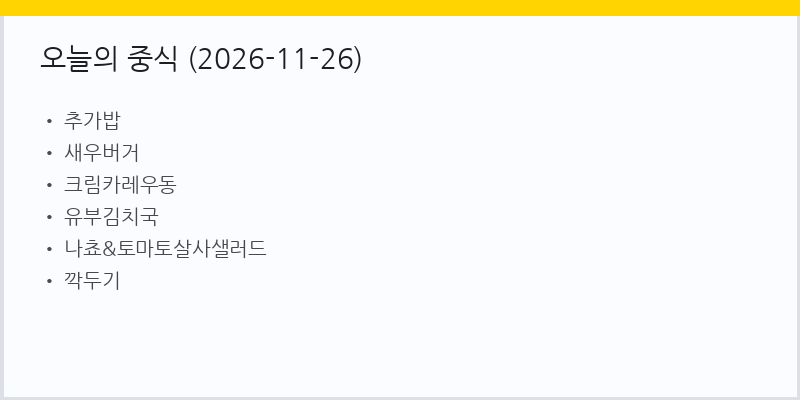 오늘의 중식 (2026-11-26)
• 추가밥
• 새우버거
• 크림카레우동
• 유부김치국
• 나쵸&토마토살사샐러드
• 깍두기